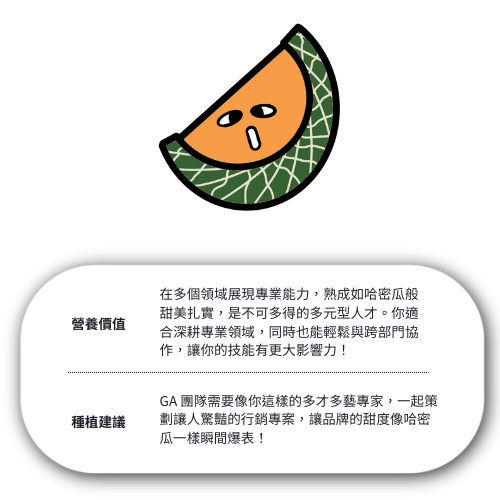 營養價值
在多個領域展現專業能力，熟成如哈密瓜般
甜美扎實，是不可多得的多元型人才。你適
合深耕專業領域，同時也能輕鬆與跨部門協
作，讓你的技能有更大影響力！
種植建議
GA 團隊需要像你這樣的多才多藝專家，一起策
劃讓人驚豔的行銷專案，讓品牌的甜度像哈密
瓜一樣瞬間爆表！